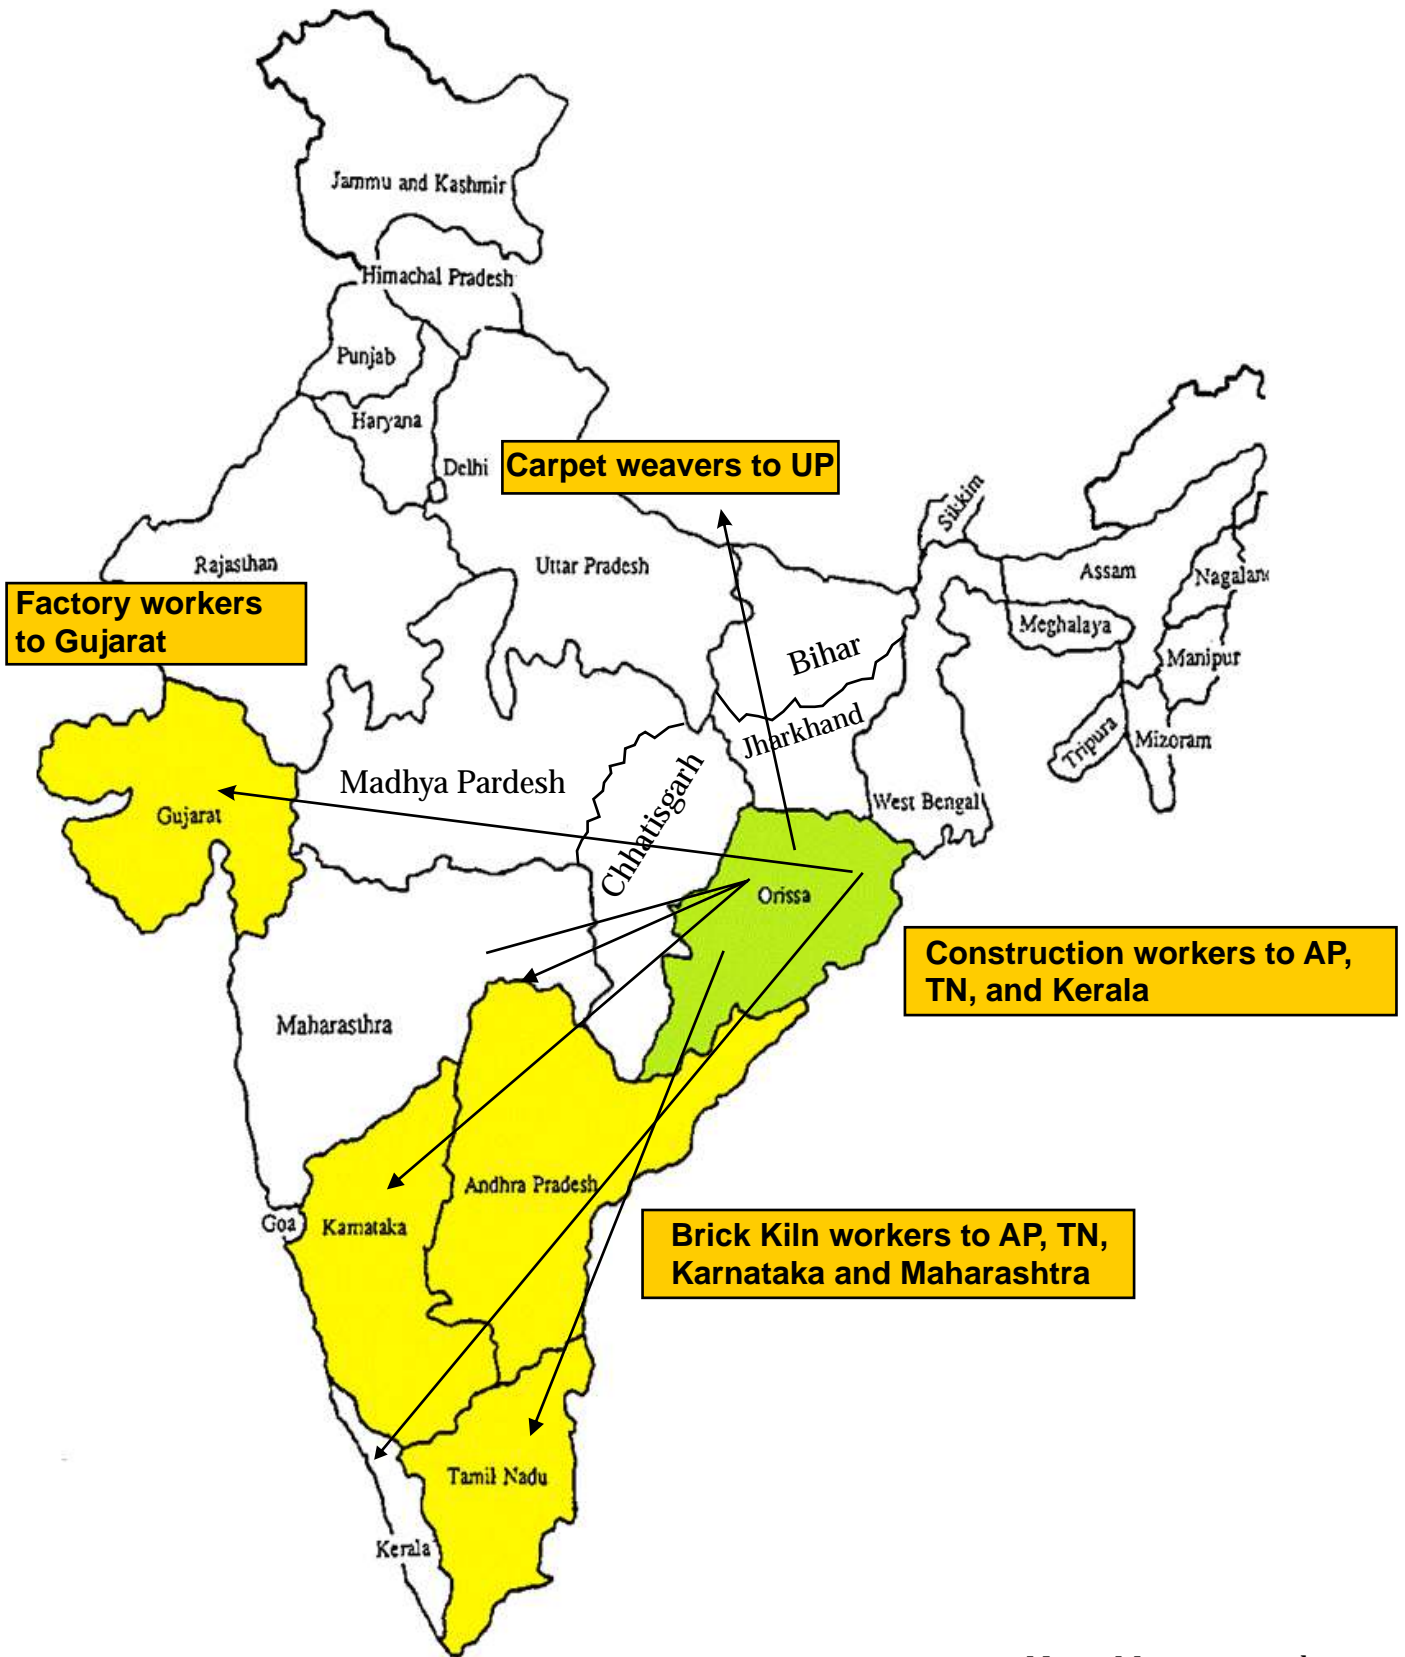 Jammu and Kashmir
Himachal Pradesh
Punjab
Haryana
Delhi
Carpet weavers to UP
Sikkim
Rajasthan
Uttar Pradesh
Assam
Nagaland
Factory workers
to Gujarat
Meghalaya
Bihar
Manipur
Jharkhand
Tripura
Mizoram
Madhya Pardesh
Chhatisgarh
West Bengal
Gujarat
Orissa
Construction workers to AP,
TN, and Kerala
Maharasthra
Andhra Pradesh
Goa
Karnataka
Brick Kiln workers to AP, TN,
Karnataka and Maharashtra
Tamil Nadu
Kerala